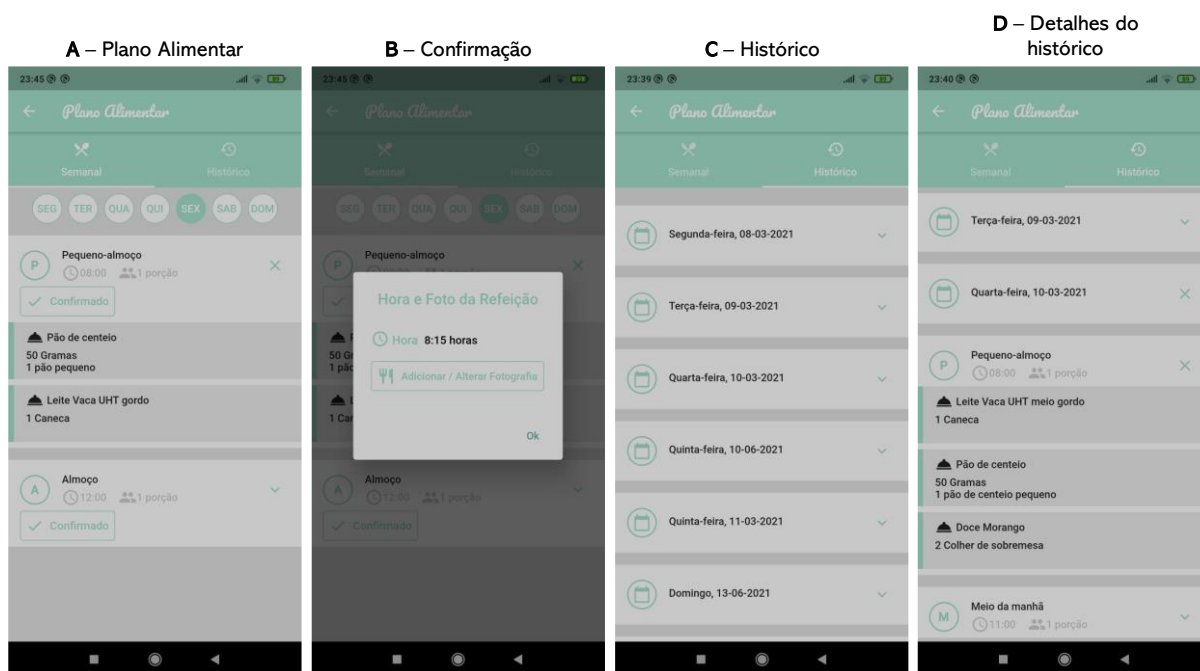 A – Plano Alimentar
23:45
Plano Alimentar
Semanal
Histórico
SEG TER QUA QUI SEX SAB DOM
P
Pequeno-almoço
08:00 1 porção
Confirmado
Pão de centeio
50 Gramas
1 pão pequeno
Leite Vaca UHT gordo
1 Caneca
A
Almoço
12:00 1 porção
Confirmado
B – Confirmação
23:45
Plano Alimentar
Semanal
Histórico
SEG TER QUA QUI SEX SAB DOM
P
Pequeno-almoço
Hora e Foto da Refeição
Hora 8:15 horas
Adicionar / Alterar Fotografia
Ok
A
Almoço
12:00 1 porção
Confirmado
C – Histórico
23:39
Plano Alimentar
Semanal
Histórico
Segunda-feira, 08-03-2021
Terça-feira, 09-03-2021
Quarta-feira, 10-03-2021
Quinta-feira, 10-06-2021
Quinta-feira, 11-03-2021
Domingo, 13-06-2021
D – Detalhes do
histórico
23:40
Plano Alimentar
Semanal
Histórico
Terça-feira, 09-03-2021
Quarta-feira, 10-03-2021
P
Pequeno-almoço
08:00 1 porção
Leite Vaca UHT meio gordo
1 Caneca
Pão de centeio
50 Gramas
1 pão de centeio pequeno
Doce Morango
2 Colher de sobremesa
M
Meio da manhã
11:00 1 porção